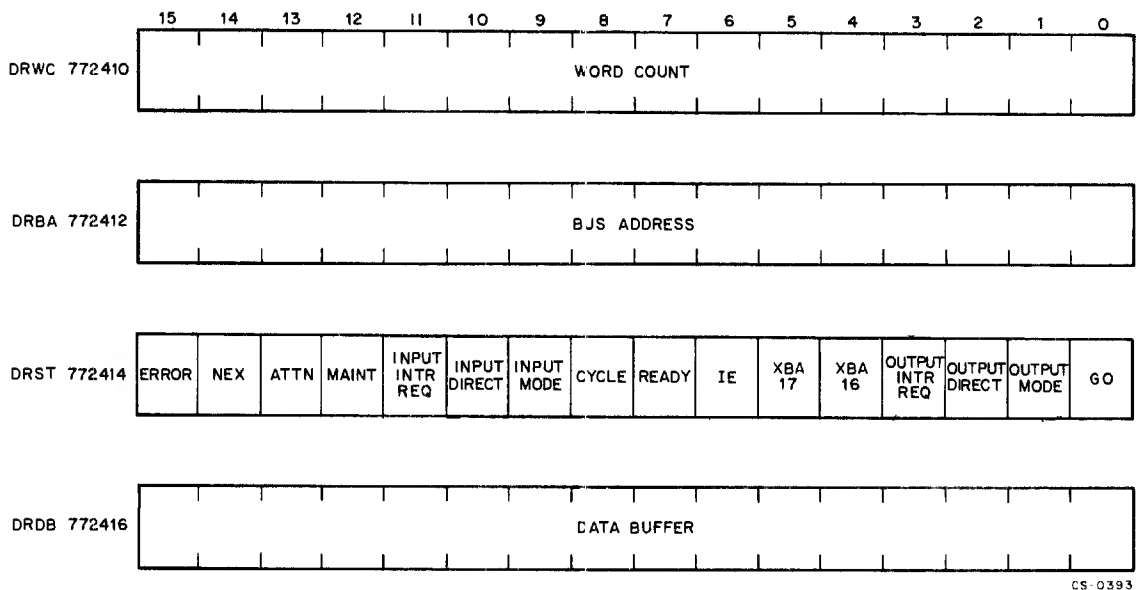 15 14 13 12 11 10 9 8 7 6 5 4 3 2 1 0
DRWC 772410 WORD COUNT
DRBA 772412 BJS ADDRESS
DRST 772414 ERROR NEX ATTN MAINT INPUT INTR REQ INPUT DIRECT INPUT MODE CYCLE READY IE XBA 17 XBA 16 OUTPUT INTR REQ OUTPUT DIRECT OUTPUT MODE GO
DRDB 772416 DATA BUFFER
CS-0393